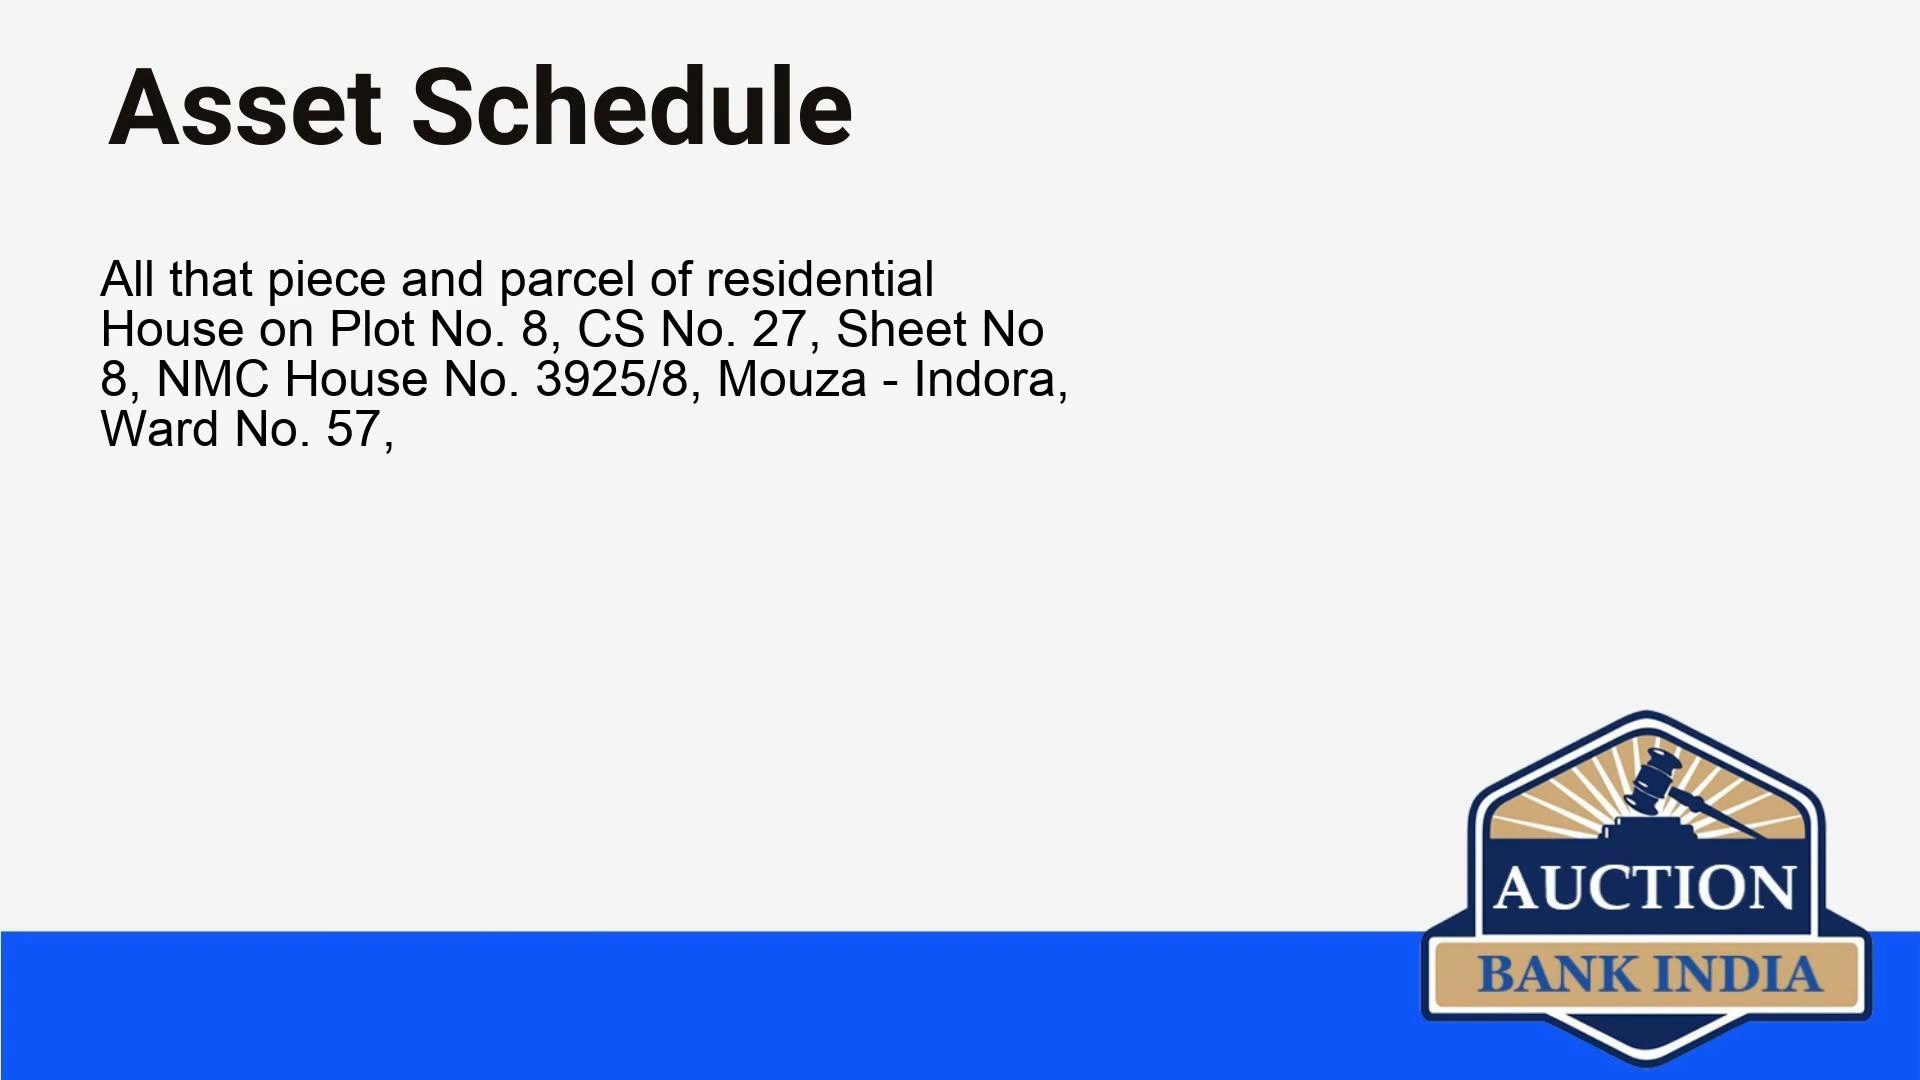 Asset Schedule
All that piece and parcel of residential
House on Plot No. 8, CS No. 27, Sheet No
8, NMC House No. 3925/8, Mouza - Indora,
Ward No. 57,
AUCTION
BANK INDIA